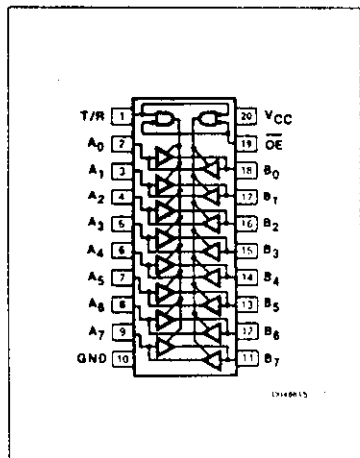 T/R 1 20 VCC
A0 2 19 OE
A1 3 18 B0
A2 4 17 B1
A3 5 16 B2
A4 6 15 B3
A5 7 14 B4
A6 8 13 B5
A7 9 12 B6
GND 10 11 B7